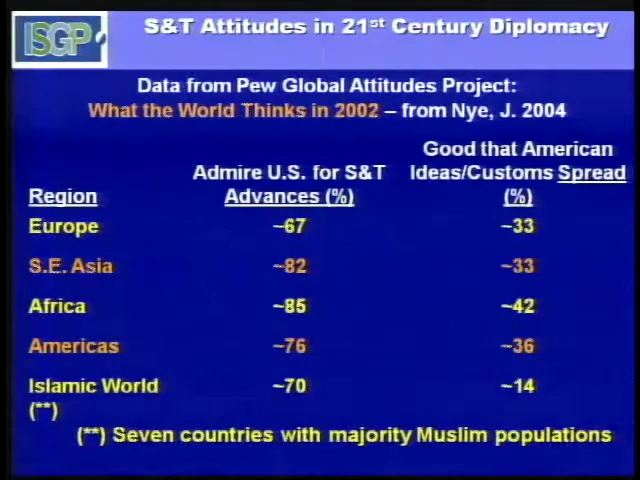 ISGP
S&T Attitudes in 21st Century Diplomacy
Data from Pew Global Attitudes Project:
What the World Thinks in 2002 – from Nye, J. 2004
Region Admire U.S. for S&T Advances (%) Good that American Ideas/Customs Spread (%)
Europe ~67 ~33
S.E. Asia ~82 ~33
Africa ~85 ~42
Americas ~76 ~36
Islamic World ~70 ~14
(**)
(**) Seven countries with majority Muslim populations